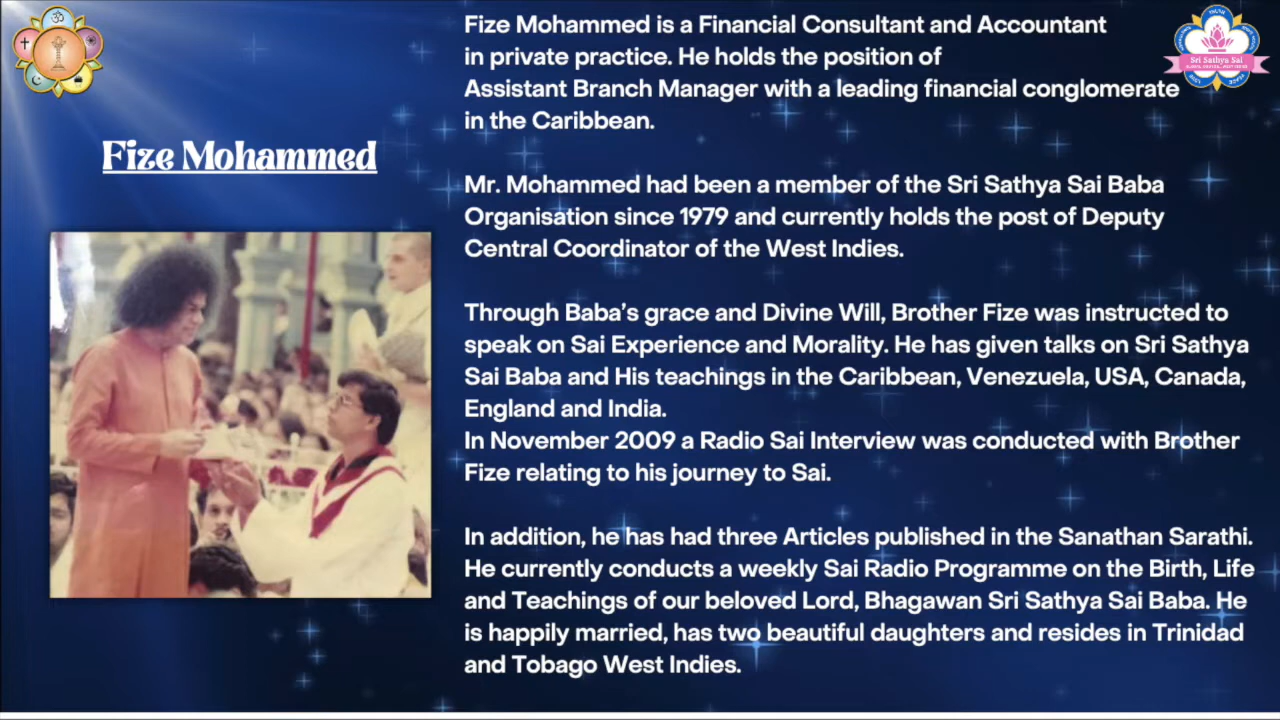 Fize Mohammed
Fize Mohammed is a Financial Consultant and Accountant
in private practice. He holds the position of
Assistant Branch Manager with a leading financial conglomerate
in the Caribbean.
Mr. Mohammed had been a member of the Sri Sathya Sai Baba
Organisation since 1979 and currently holds the post of Deputy
Central Coordinator of the West Indies.
Through Baba's grace and Divine Will, Brother Fize was instructed to
speak on Sai Experience and Morality. He has given talks on Sri Sathya
Sai Baba and His teachings in the Caribbean, Venezuela, USA, Canada,
England and India.
In November 2009 a Radio Sai Interview was conducted with Brother
Fize relating to his journey to Sai.
In addition, he has had three Articles published in the Sanathan Sarathi.
He currently conducts a weekly Sai Radio Programme on the Birth, Life
and Teachings of our beloved Lord, Bhagawan Sri Sathya Sai Baba. He
is happily married, has two beautiful daughters and resides in Trinidad
and Tobago West Indies.
Sri Sathya Sai